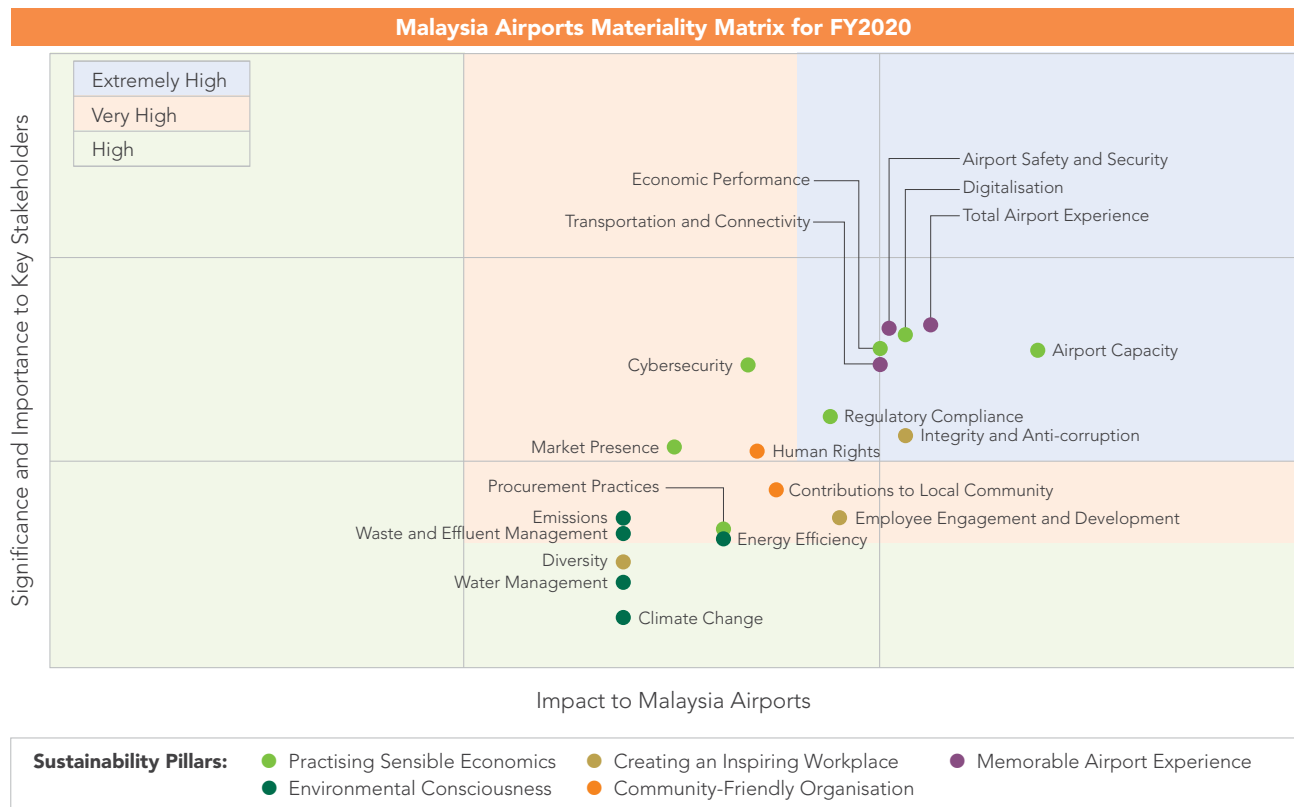 Malaysia Airports Materiality Matrix for FY2020
Significance and Importance to Key Stakeholders
Extremely High
Very High
High
Airport Safety and Security
Economic Performance
Digitalisation
Total Airport Experience
Transportation and Connectivity
Airport Capacity
Cybersecurity
Regulatory Compliance
Integrity and Anti-corruption
Market Presence
Human Rights
Procurement Practices
Contributions to Local Community
Emissions
Employee Engagement and Development
Waste and Effluent Management
Energy Efficiency
Diversity
Water Management
Climate Change
Impact to Malaysia Airports
Sustainability Pillars:
Practising Sensible Economics
Creating an Inspiring Workplace
Memorable Airport Experience
Environmental Consciousness
Community-Friendly Organisation